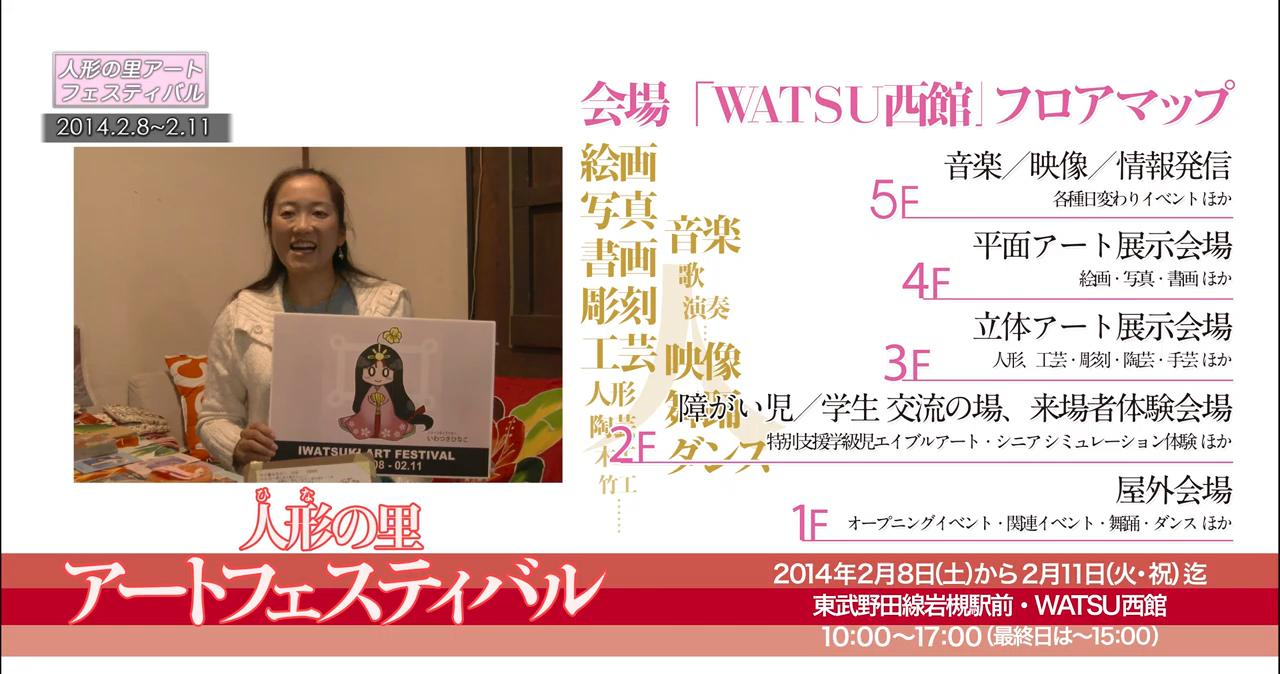 人形の里アート
フェスティバル
2014.2.8~2.11
会場「WATSU西館」フロアマップ
絵画
写真
書画
彫刻
工芸
人形
陶芸
竹工
音楽
歌
演奏
映像
舞踊
ダンス
5F
音楽／映像／情報発信
各種日変わりイベント ほか
4F
平面アート展示会場
絵画・写真・書画 ほか
3F
立体アート展示会場
人形 工芸・彫刻・陶芸・手芸 ほか
2F
障がい児／学生 交流の場、来場者体験会場
特別支援学級児エイブルアート・シニアシミュレーション体験 ほか
1F
屋外会場
オープニングイベント・関連イベント・舞踊・ダンス ほか
いわつきひなこ
IWATSUKI ART FESTIVAL
08 - 02.11
ひな
人形の里
アートフェスティバル
2014年2月8日(土)から2月11日(火・祝)迄
東武野田線岩槻駅前・WATSU西館
10:00〜17:00(最終日は〜15:00)